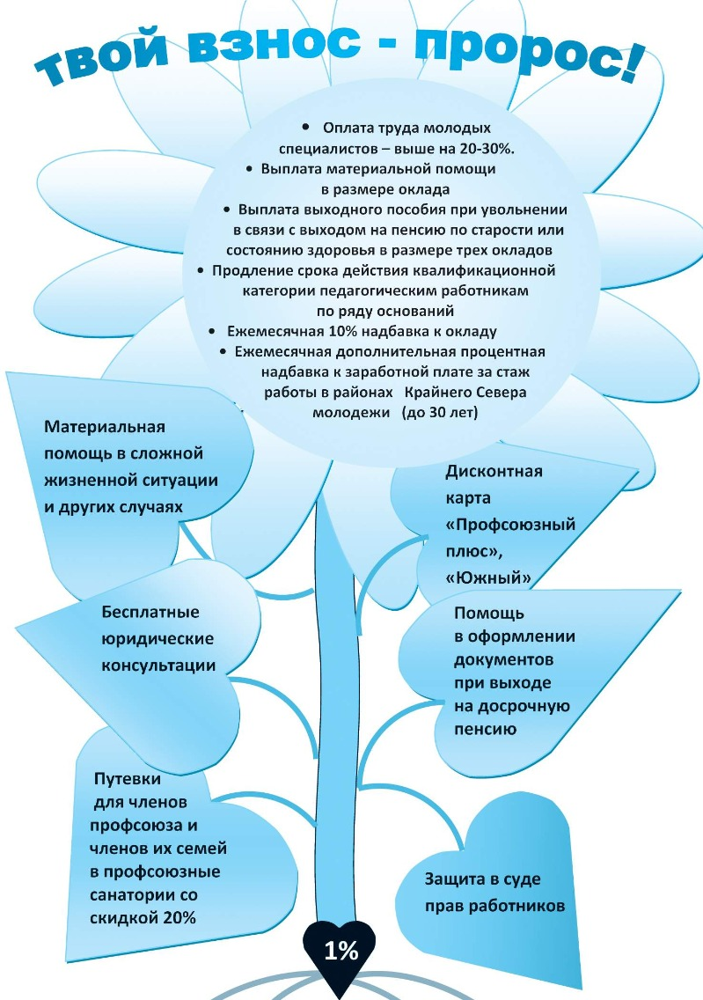 твой взнос - пророс!
• Оплата труда молодых
специалистов – выше на 20-30%.
• Выплата материальной помощи
в размере оклада
• Выплата выходного пособия при увольнении
в связи с выходом на пенсию по старости или
состоянию здоровья в размере трех окладов
• Продление срока действия квалификационной
категории педагогическим работникам
по ряду оснований
• Ежемесячная 10% надбавка к окладу
• Ежемесячная дополнительная процентная
надбавка к заработной плате за стаж
работы в районах Крайнего Севера
молодежи (до 30 лет)
Материальная
помощь в сложной
жизненной ситуации
и других случаях
Дисконтная
карта
«Профсоюзный
плюс»,
«Южный»
Бесплатные
юридические
консультации
Помощь
в оформлении
документов
при выходе
на досрочную
пенсию
Путевки
для членов
профсоюза и
членов их семей
в профсоюзные
санатории со
скидкой 20%
Защита в суде
прав работников
1%